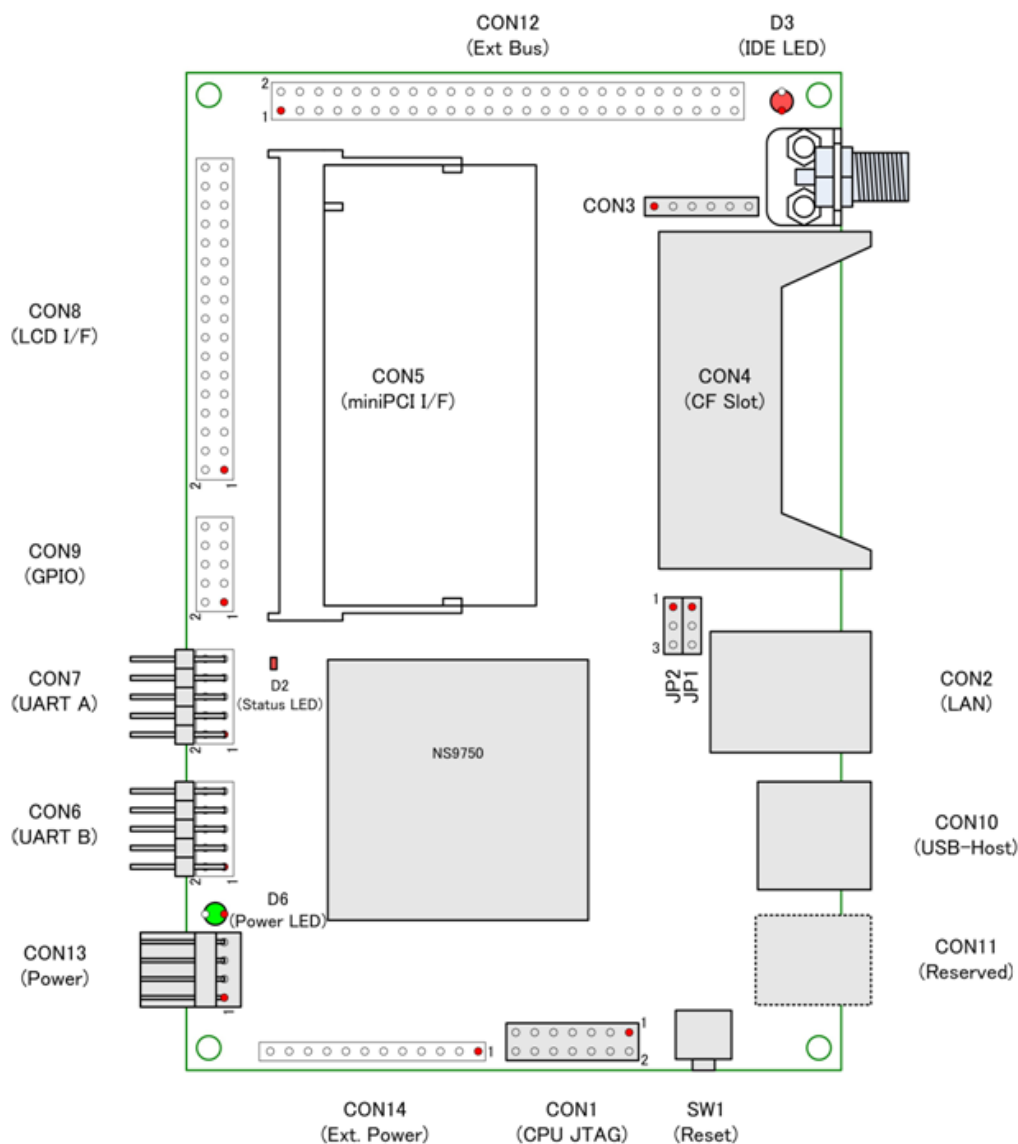 CON12
(Ext Bus)
D3
(IDE LED)
2
1
CON3
CON8
(LCD I/F)
CON5
(miniPCI I/F)
CON4
(CF Slot)
2
1
CON9
(GPIO)
2
1
1
3
JP2
JP1
CON7
(UART A)
D2
(Status LED)
CON2
(LAN)
2
1
NS9750
CON6
(UART B)
CON10
(USB-Host)
2
1
D6
(Power LED)
CON13
(Power)
CON11
(Reserved)
1
1
1
2
CON14
(Ext. Power)
CON1
(CPU JTAG)
SW1
(Reset)